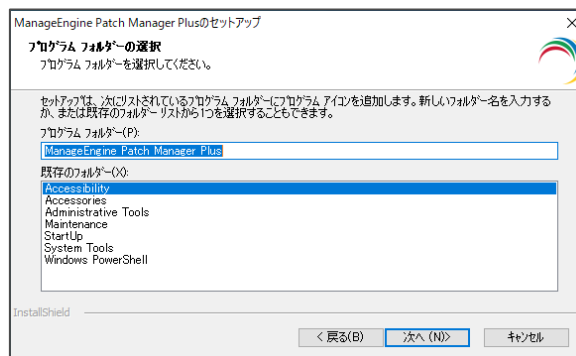 ManageEngine Patch Manager Plusのセットアップ
プログラム フォルダーの選択
プログラム フォルダーを選択してください。
セットアップは、次にリストされているプログラム フォルダーにプログラム アイコンを追加します。新しいフォルダー名を入力する
か、または既存のフォルダー リストから1つを選択することもできます。
プログラム フォルダー(P):
ManageEngine Patch Manager Plus
既存のフォルダー(X):
Accessibility
Accessories
Administrative Tools
Maintenance
StartUp
System Tools
Windows PowerShell
InstallShield
< 戻る(B)
次へ (N)>
キャンセル